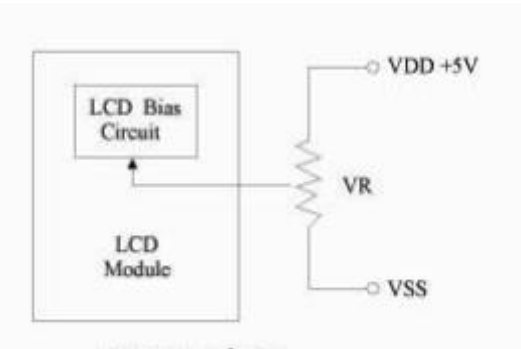 VDD +5V
LCD Bias
Circuit
VR
LCD
Module
VSS